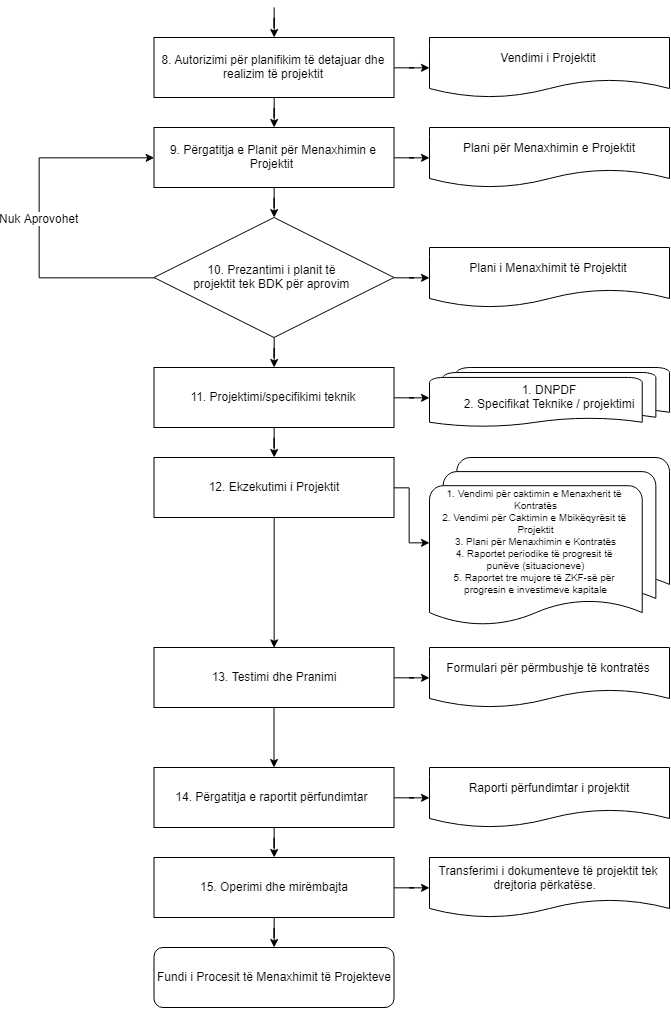 8. Autorizimi për planifikim të detajuar dhe
realizim të projektit
Vendimi i Projektit
9. Përgatitja e Planit për Menaxhimin e
Projektit
Plani për Menaxhimin e Projektit
Nuk Aprovohet
10. Prezantimi i planit të
projektit tek BDK për aprovim
Plani i Menaxhimit të Projektit
11. Projektimi/specifikimi teknik
1. DNPDF
2. Specifikat Teknike / projektimi
12. Ekzekutimi i Projektit
1. Vendimi për caktimin e Menaxherit të
Kontratës
2. Vendimi për Caktimin e Mbikëqyrësit të
Projektit
3. Plani për Menaxhimin e Kontratës
4. Raportet periodike të progresit të
punëve (situacioneve)
5. Raportet tre mujore të ZKF-së për
progresin e investimeve kapitale
13. Testimi dhe Pranimi
Formulari për përmbushje të kontratës
14. Përgatitja e raportit përfundimtar
Raporti përfundimtar i projektit
15. Operimi dhe mirëmbajta
Transferimi i dokumenteve të projektit tek
drejtoria përkatëse.
Fundi i Procesit të Menaxhimit të Projekteve